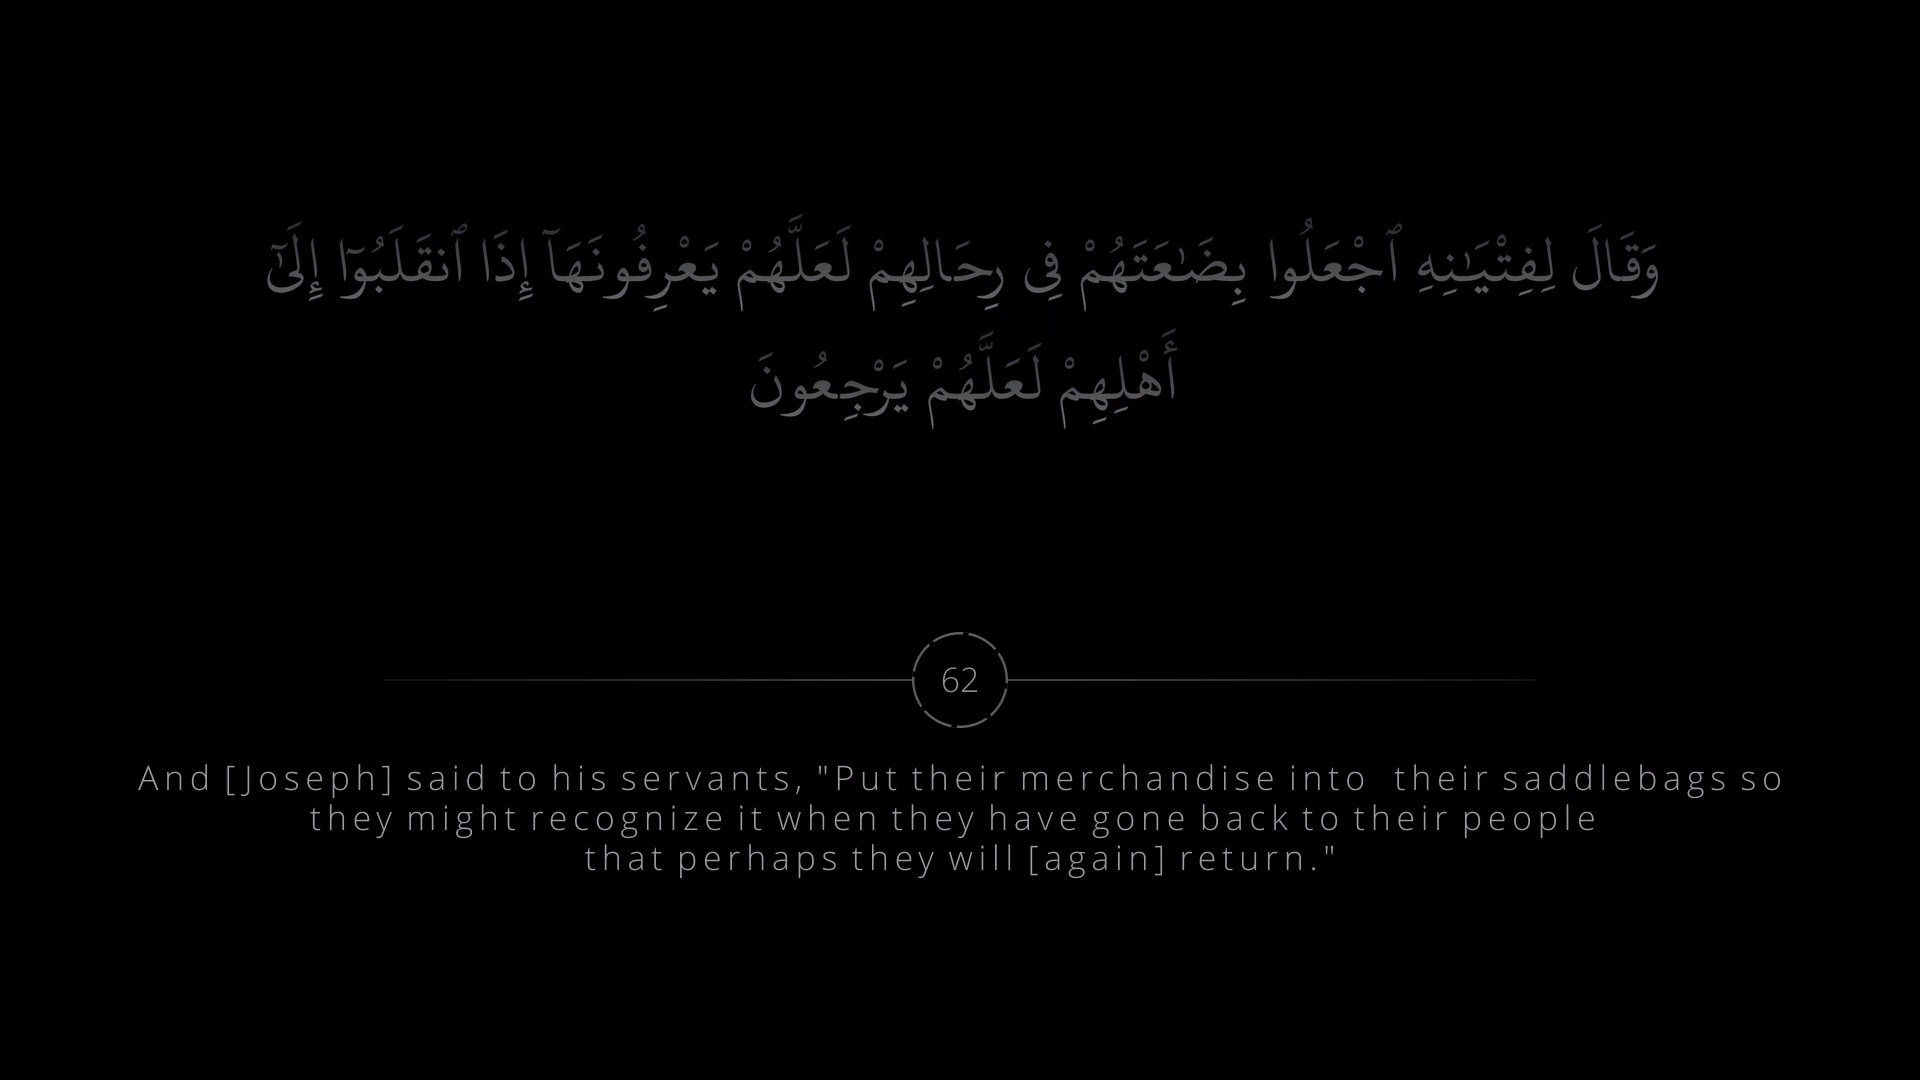 وَقَالَ لِفِتْيَـٰنِهِ ٱجْعَلُوا بِضَـٰعَتَهُمْ فِى رِحَالِهِمْ لَعَلَّهُمْ يَعْرِفُونَهَآ إِذَا ٱنقَلَبُوٓا إِلَىٰٓ
أَهْلِهِمْ لَعَلَّهُمْ يَرْجِعُونَ
62
And [Joseph] said to his servants, "Put their merchandise into their saddlebags so
they might recognize it when they have gone back to their people
that perhaps they will [again] return."